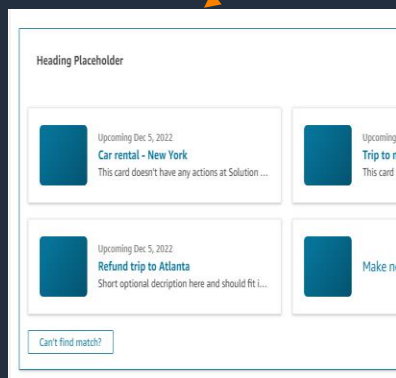 Heading Placeholder
Upcoming Dec 5, 2022
Car rental - New York
This card doesn't have any actions at Solution ...
Upcoming
Trip to
This card
Upcoming Dec 5, 2022
Refund trip to Atlanta
Short optional decription here and should fit i...
Make
Can't find match?